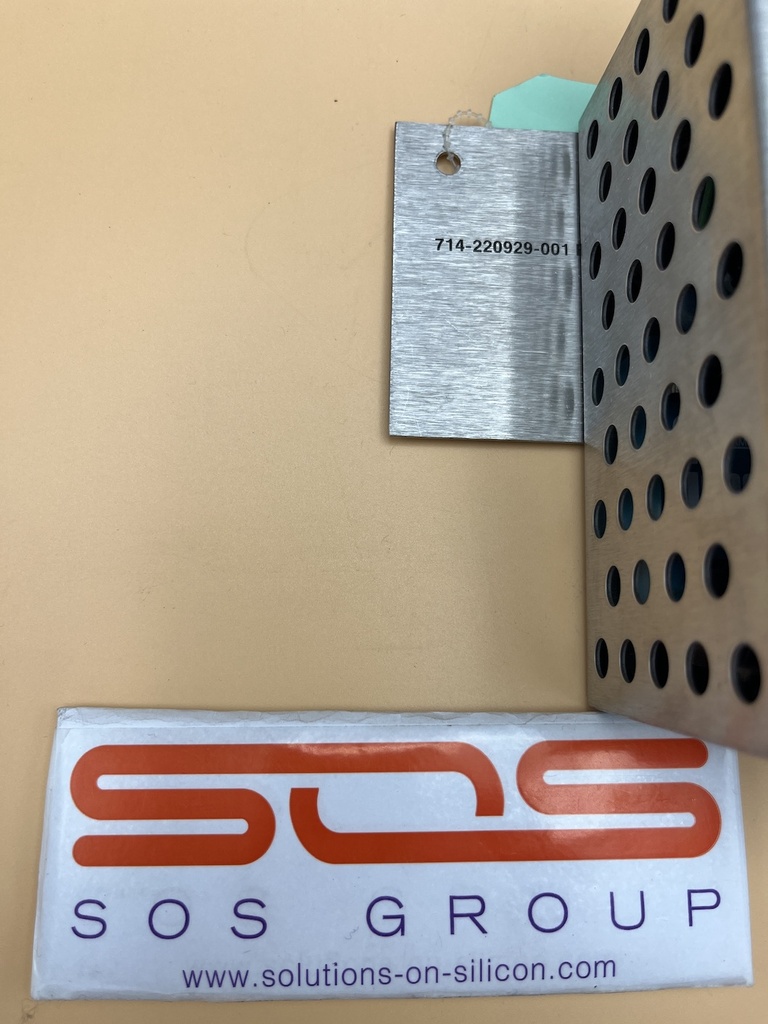 714-220929-001
SOS
SOS GROUP
www.solutions-on-silicon.com